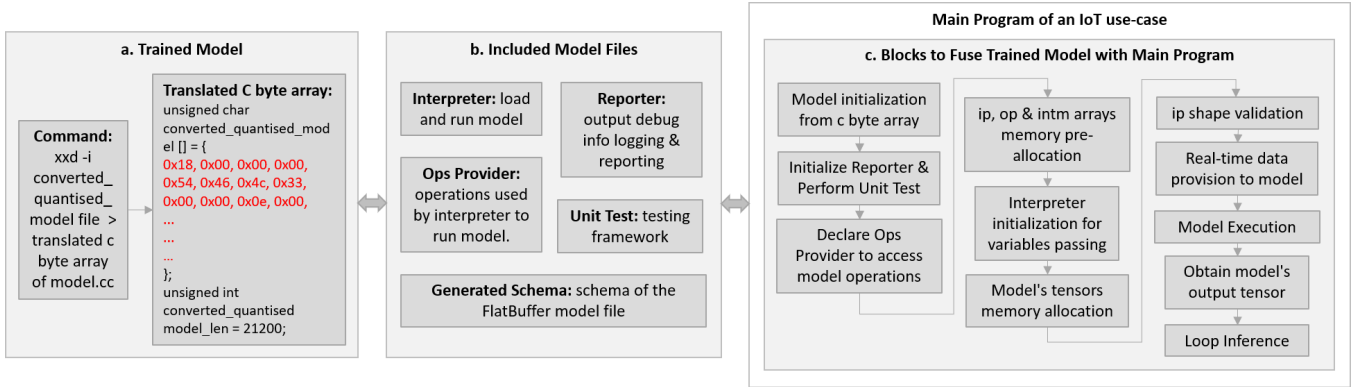 a. Trained Model
Command:
xxd -i
converted_
quantised_
model file >
translated c
byte array
of model.cc
Translated C byte array:
unsigned char
converted_quantised_mod
el [] = {
0x18, 0x00, 0x00, 0x00,
0x54, 0x46, 0x4c, 0x33,
0x00, 0x00, 0x0e, 0x00,
...
...
...
};
unsigned int
converted_quantised
model_len = 21200;
b. Included Model Files
Interpreter: load
and run model
Reporter:
output debug
info logging &
reporting
Ops Provider:
operations used
by interpreter to
run model.
Unit Test: testing
framework
Generated Schema: schema of the
FlatBuffer model file
Main Program of an IoT use-case
c. Blocks to Fuse Trained Model with Main Program
Model initialization
from c byte array
Initialize Reporter &
Perform Unit Test
Declare Ops
Provider to access
model operations
ip, op & intm arrays
memory pre-
allocation
Interpreter
initialization for
variables passing
Model's tensors
memory allocation
ip shape validation
Real-time data
provision to model
Model Execution
Obtain model's
output tensor
Loop Inference